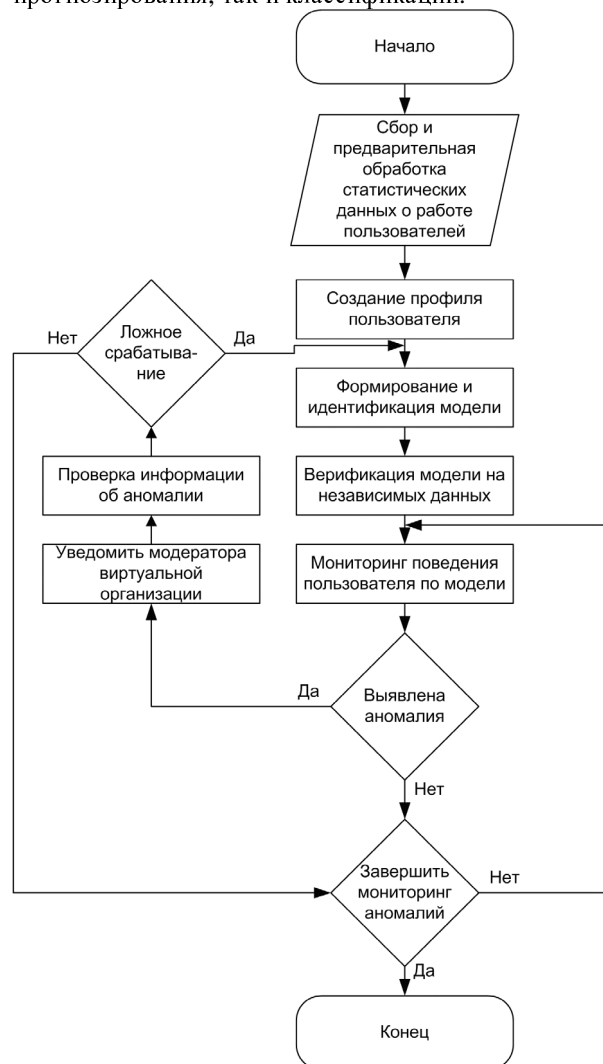 прогнозирования, так и классификации.
Начало
Сбор и
предварительная
обработка
статистических
данных о работе
пользователей
Создание профиля
пользователя
Нет
Ложное
срабатыва-
ние
Да
Формирование и
идентификация модели
Проверка информации
об аномалии
Верификация модели на
независимых данных
Уведомить модератора
виртуальной
организации
Мониторинг поведения
пользователя по модели
Да
Выявлена
аномалия
Нет
Завершить
мониторинг
аномалий
Нет
Да
Конец